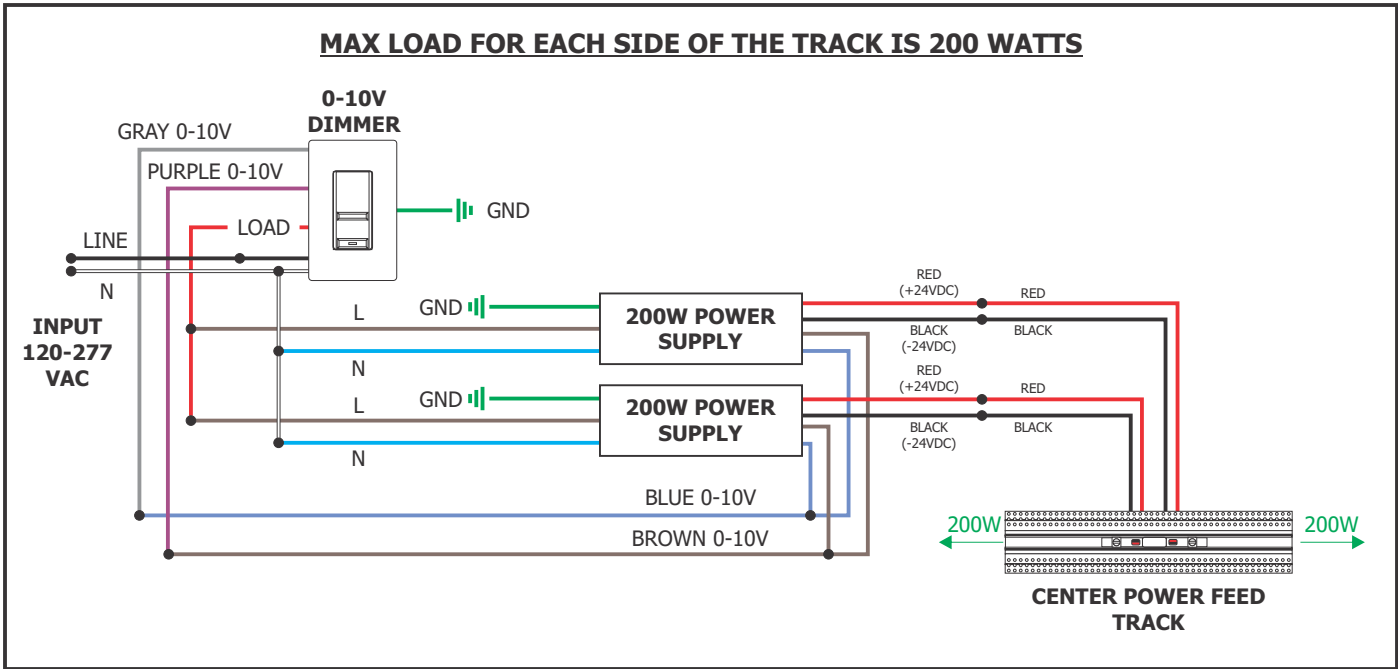 MAX LOAD FOR EACH SIDE OF THE TRACK IS 200 WATTS
0-10V
DIMMER
GRAY 0-10V
PURPLE 0-10V
LOAD
GND
LINE
N
INPUT
120-277
VAC
L
GND
N
200W POWER
SUPPLY
RED
(+24VDC)
RED
BLACK
(-24VDC)
BLACK
L
GND
N
200W POWER
SUPPLY
RED
(+24VDC)
RED
BLACK
(-24VDC)
BLACK
BLUE 0-10V
BROWN 0-10V
200W
200W
CENTER POWER FEED
TRACK